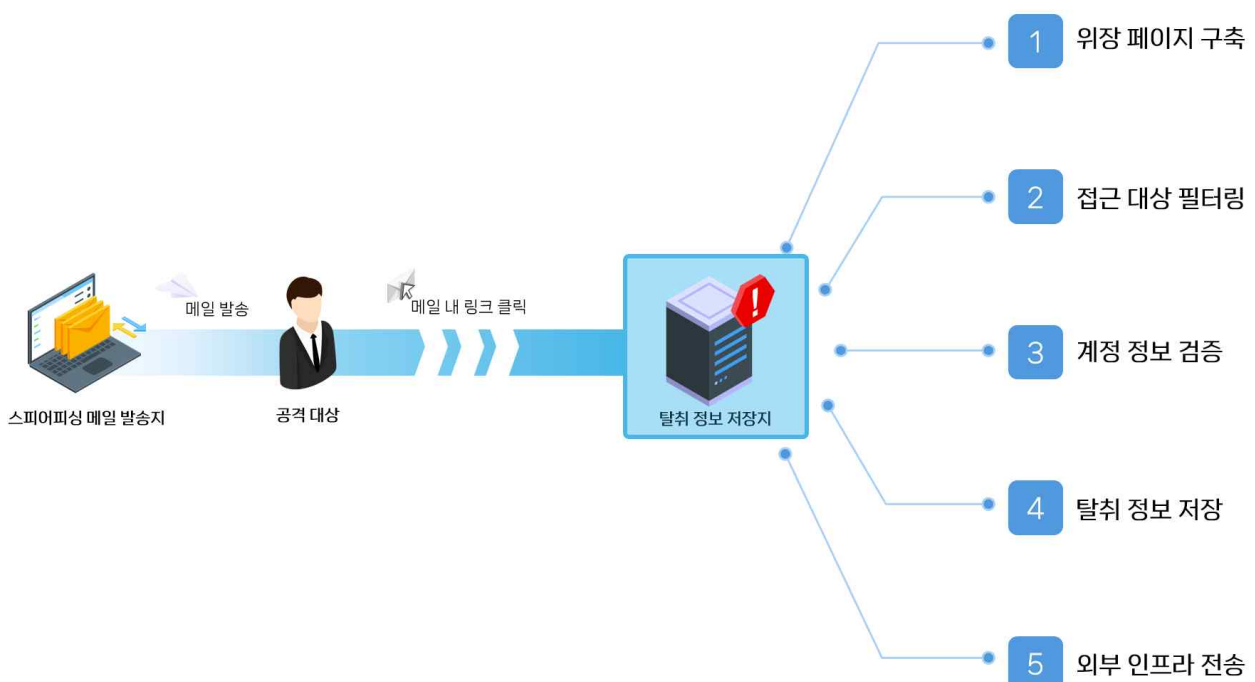 스피어피싱 메일 발송지
메일 발송
공격 대상
메일 내 링크 클릭
탈취 정보 저장지
1 위장 페이지 구축
2 접근 대상 필터링
3 계정 정보 검증
4 탈취 정보 저장
5 외부 인프라 전송